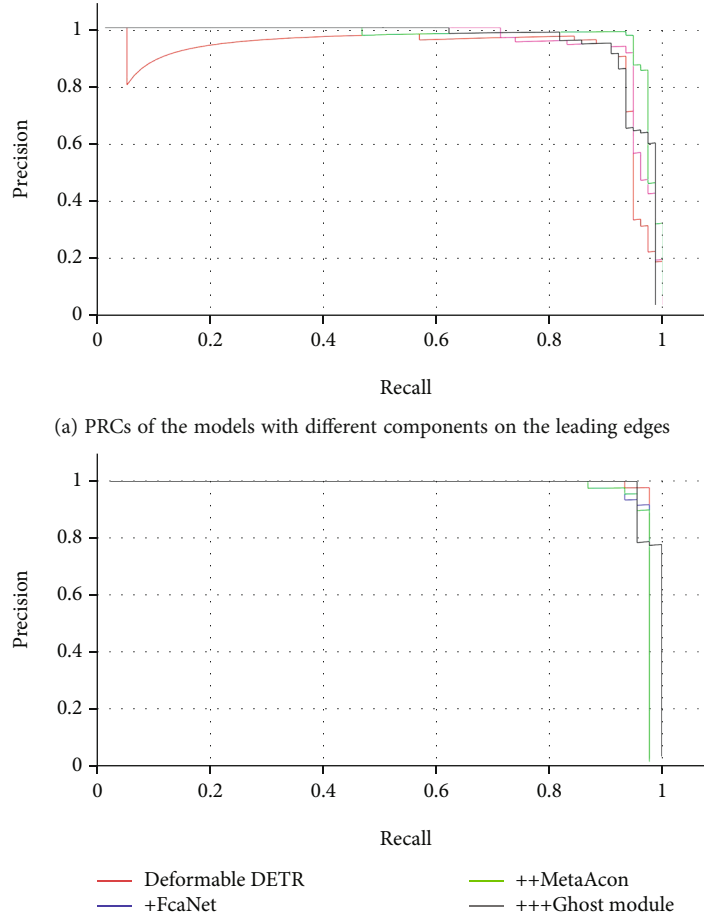 1
0.8
0.6
0.4
0.2
0
Precision
0
0.2
0.4
0.6
0.8
1
Recall
(a) PRCs of the models with different components on the leading edges
1
0.8
0.6
0.4
0.2
0
Precision
0
0.2
0.4
0.6
0.8
1
Recall
Deformable DETR
+FcaNet
++MetaAcon
+++Ghost module